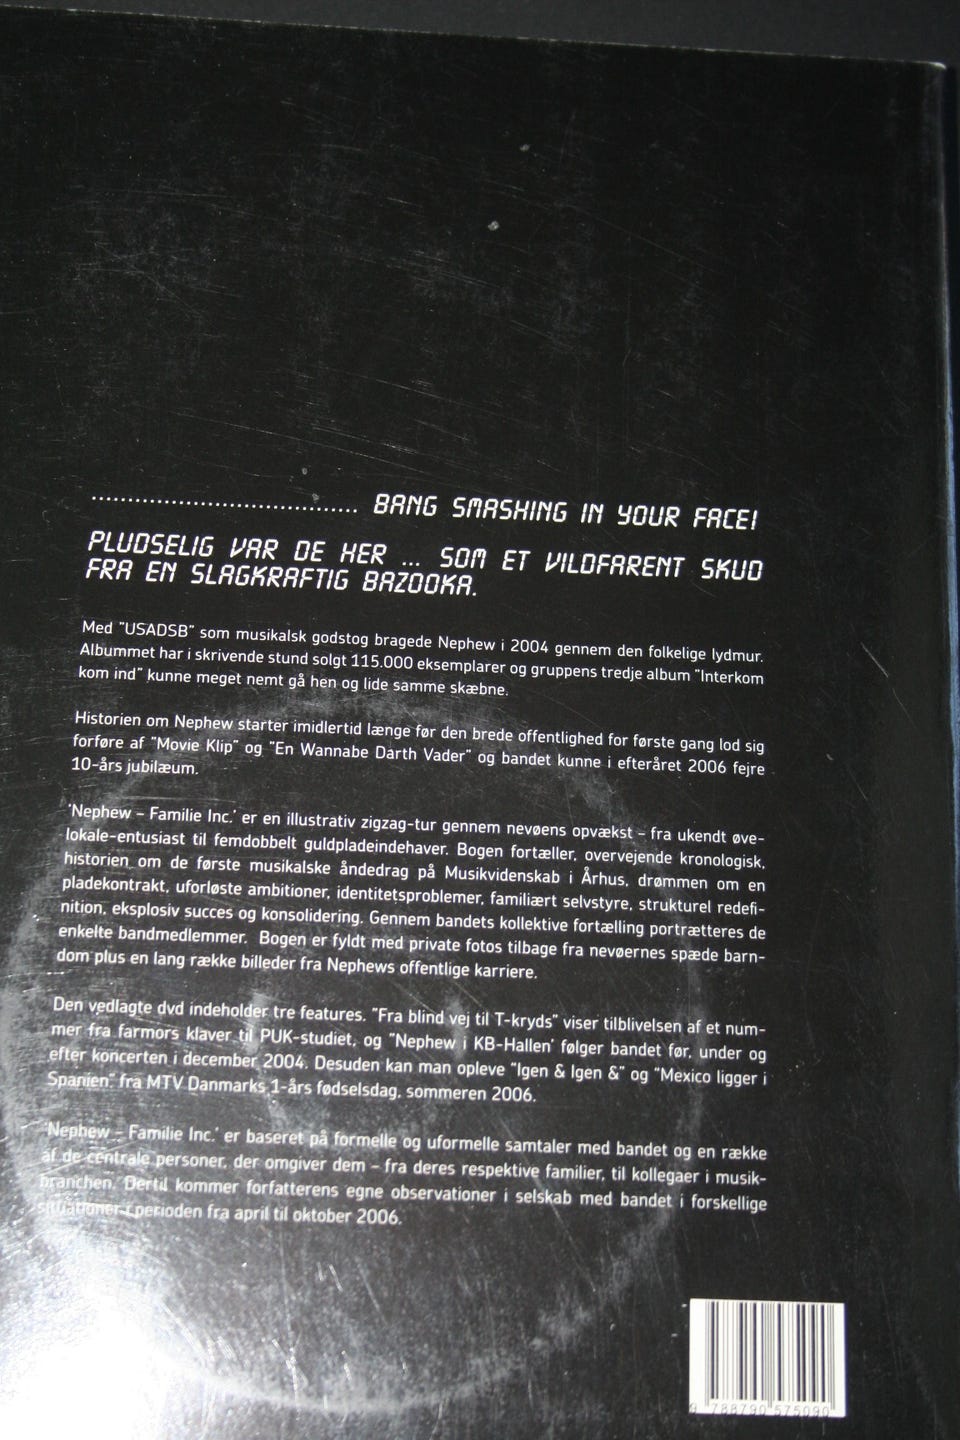 .................................... BANG SMASHING IN YOUR FACE!
PLUDSELIG VAR DE HER ... SOM ET VILDFARENT SKUD
FRA EN SLAGKRAFTIG BAZOOKA.
Med "USADSB" som musikalsk godstog bragede Nephew i 2004 gennem den folkelige lydmur.
Albummet har i skrivende stund solgt 115.000 eksemplarer og gruppens tredje album "Interkom
kom ind" kunne meget nemt gå hen og lide samme skæbne.
Historien om Nephew starter imidlertid længe før den brede offentlighed for første gang lod sig
forføre af "Movie Klip" og "En Wannabe Darth Vader" og bandet kunne i efteråret 2006 fejre
10-års jubilæum.
'Nephew – Familie Inc.' er en illustrativ zigzag-tur gennem nevøens opvækst – fra ukendt øve-
lokale-entusiast til femdobbelt guldpladeindehaver. Bogen fortæller, overvejende kronologisk,
historien om de første musikalske åndedrag på Musikvidenskab i Århus, drømmen om en
pladekontrakt, uforløste ambitioner, identitetsproblemer, familiært selvstyre, strukturel redefi-
nition, eksplosiv succes og konsolidering. Gennem bandets kollektive fortælling portrætteres de
enkelte bandmedlemmer. Bogen er fyldt med private fotos tilbage fra nevøernes spæde barn-
dom plus en lang række billeder fra Nephews offentlige karriere.
Den vedlagte dvd indeholder tre features. "Fra blind vej til T-kryds" viser tilblivelsen af et num-
mer fra farmors klaver til PUK-studiet, og "Nephew i KB-Hallen' følger bandet før, under og
efter koncerten i december 2004. Desuden kan man opleve "Igen & Igen &" og "Mexico ligger i
Spanien" fra MTV Danmarks 1-års fødselsdag, sommeren 2006.
'Nephew – Familie Inc.' er baseret på formelle og uformelle samtaler med bandet og en række
af de centrale personer, der omgiver dem – fra deres respektive familier, til kollegaer i musik-
branchen. Dertil kommer forfatterens egne observationer i selskab med bandet i forskellige
situationer i perioden fra april til oktober 2006.
9 788790 575090